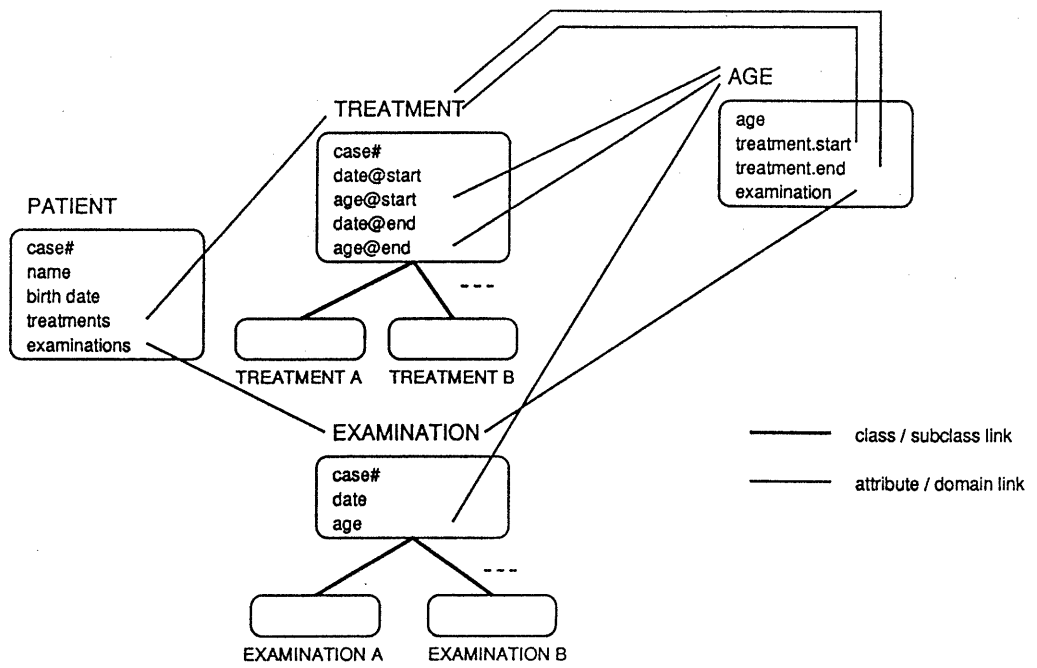 PATIENT
case#
name
birth date
treatments
examinations
TREATMENT
case#
date@start
age@start
date@end
age@end
TREATMENT A
TREATMENT B
AGE
age
treatment.start
treatment.end
examination
EXAMINATION
case#
date
age
EXAMINATION A
EXAMINATION B
class / subclass link
attribute / domain link